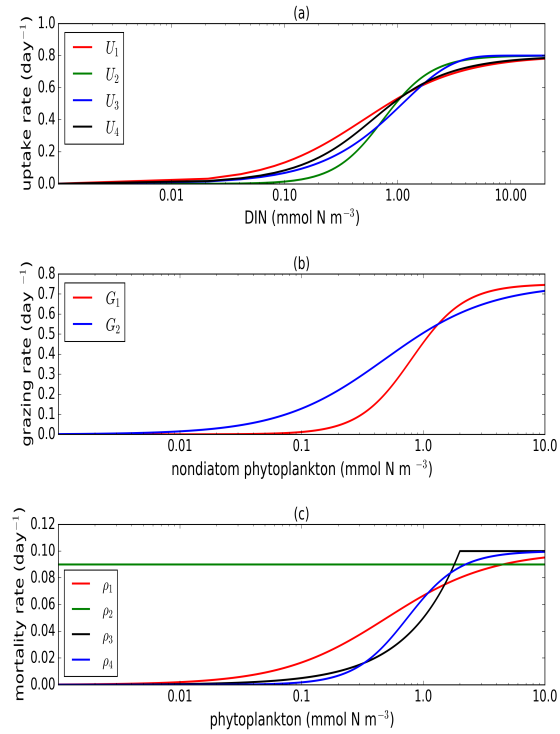 (a)
1.0
0.8
0.6
0.4
0.2
0.0
uptake rate (day⁻¹)
U₁
U₂
U₃
U₄
0.01 0.10 1.00 10.00
DIN (mmol N m⁻³)
(b)
0.8
0.7
0.6
0.5
0.4
0.3
0.2
0.1
0.0
grazing rate (day⁻¹)
G₁
G₂
0.01 0.1 1.0 10.0
nondiatom phytoplankton (mmol N m⁻³)
(c)
0.12
0.10
0.08
0.06
0.04
0.02
0.00
mortality rate (day⁻¹)
ρ₁
ρ₂
ρ₃
ρ₄
0.01 0.1 1.0 10.0
phytoplankton (mmol N m⁻³)